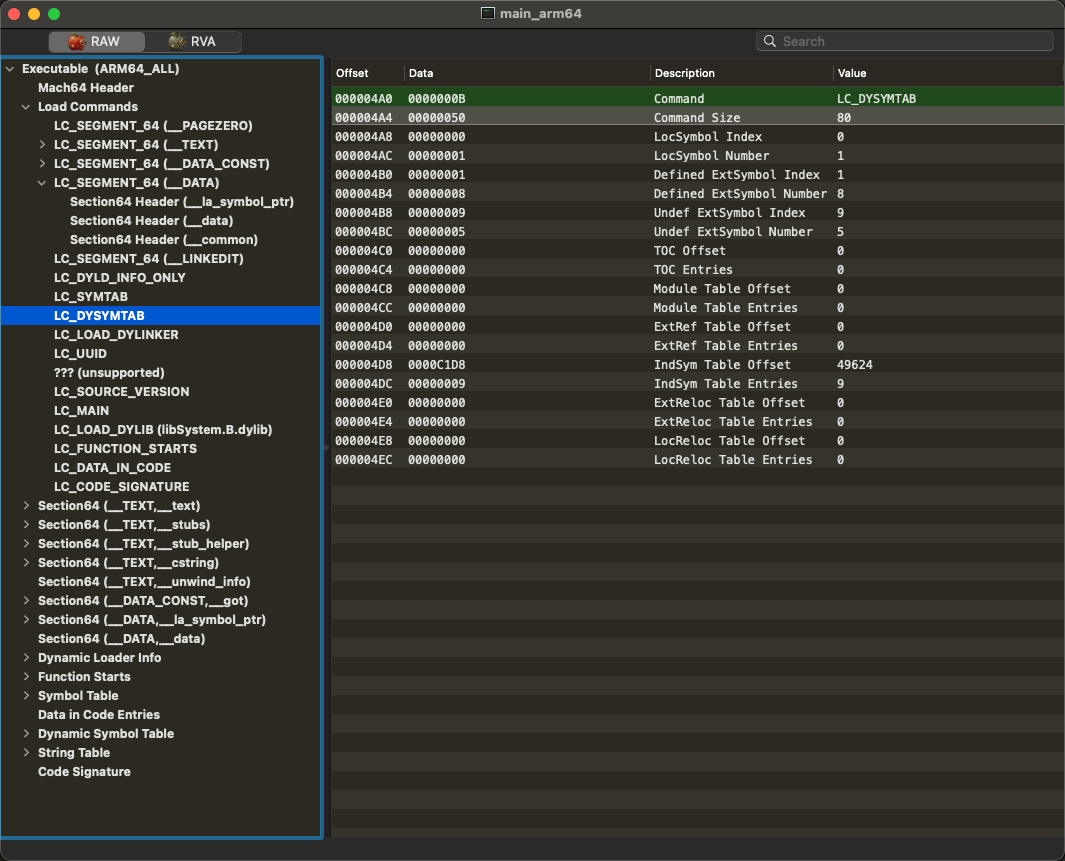 main_arm64
RAW
RVA
Search
Executable (ARM64_ALL)
Mach64 Header
Load Commands
LC_SEGMENT_64 (__PAGEZERO)
LC_SEGMENT_64 (__TEXT)
LC_SEGMENT_64 (__DATA_CONST)
LC_SEGMENT_64 (__DATA)
Section64 Header (__la_symbol_ptr)
Section64 Header (__data)
Section64 Header (__common)
LC_SEGMENT_64 (__LINKEDIT)
LC_DYLD_INFO_ONLY
LC_SYMTAB
LC_DYSYMTAB
LC_LOAD_DYLINKER
LC_UUID
??? (unsupported)
LC_SOURCE_VERSION
LC_MAIN
LC_LOAD_DYLIB (libSystem.B.dylib)
LC_FUNCTION_STARTS
LC_DATA_IN_CODE
LC_CODE_SIGNATURE
Section64 (__TEXT,__text)
Section64 (__TEXT,__stubs)
Section64 (__TEXT,__stub_helper)
Section64 (__TEXT,__cstring)
Section64 (__TEXT,__unwind_info)
Section64 (__DATA_CONST,__got)
Section64 (__DATA,__la_symbol_ptr)
Section64 (__DATA,__data)
Dynamic Loader Info
Function Starts
Symbol Table
Data in Code Entries
Dynamic Symbol Table
String Table
Code Signature
Offset Data Description Value
000004A0 0000000B Command LC_DYSYMTAB
000004A4 00000050 Command Size 80
000004A8 00000000 LocSymbol Index 0
000004AC 00000001 LocSymbol Number 1
000004B0 00000001 Defined ExtSymbol Index 1
000004B4 00000008 Defined ExtSymbol Number 8
000004B8 00000009 Undef ExtSymbol Index 9
000004BC 00000005 Undef ExtSymbol Number 5
000004C0 00000000 TOC Offset 0
000004C4 00000000 TOC Entries 0
000004C8 00000000 Module Table Offset 0
000004CC 00000000 Module Table Entries 0
000004D0 00000000 ExtRef Table Offset 0
000004D4 00000000 ExtRef Table Entries 0
000004D8 0000C1D8 IndSym Table Offset 49624
000004DC 00000009 IndSym Table Entries 9
000004E0 00000000 ExtReloc Table Offset 0
000004E4 00000000 ExtReloc Table Entries 0
000004E8 00000000 LocReloc Table Offset 0
000004EC 00000000 LocReloc Table Entries 0